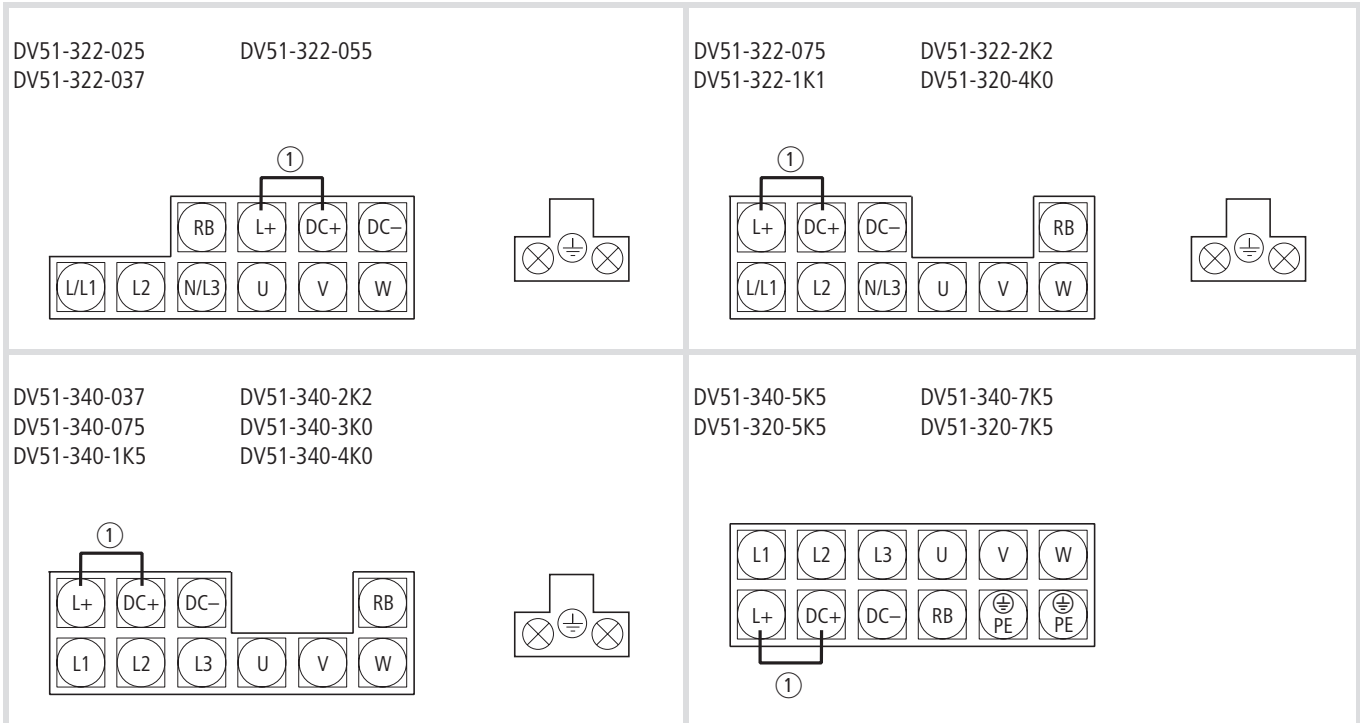 DV51-322-025 DV51-322-055
DV51-322-037
①
RB L+ DC+ DC–
L/L1 L2 N/L3 U V W
DV51-322-075 DV51-322-2K2
DV51-322-1K1 DV51-320-4K0
①
L+ DC+ DC– RB
L/L1 L2 N/L3 U V W
DV51-340-037 DV51-340-2K2
DV51-340-075 DV51-340-3K0
DV51-340-1K5 DV51-340-4K0
①
L+ DC+ DC– RB
L1 L2 L3 U V W
DV51-340-5K5 DV51-340-7K5
DV51-320-5K5 DV51-320-7K5
L1 L2 L3 U V W
L+ DC+ DC– RB PE PE
①